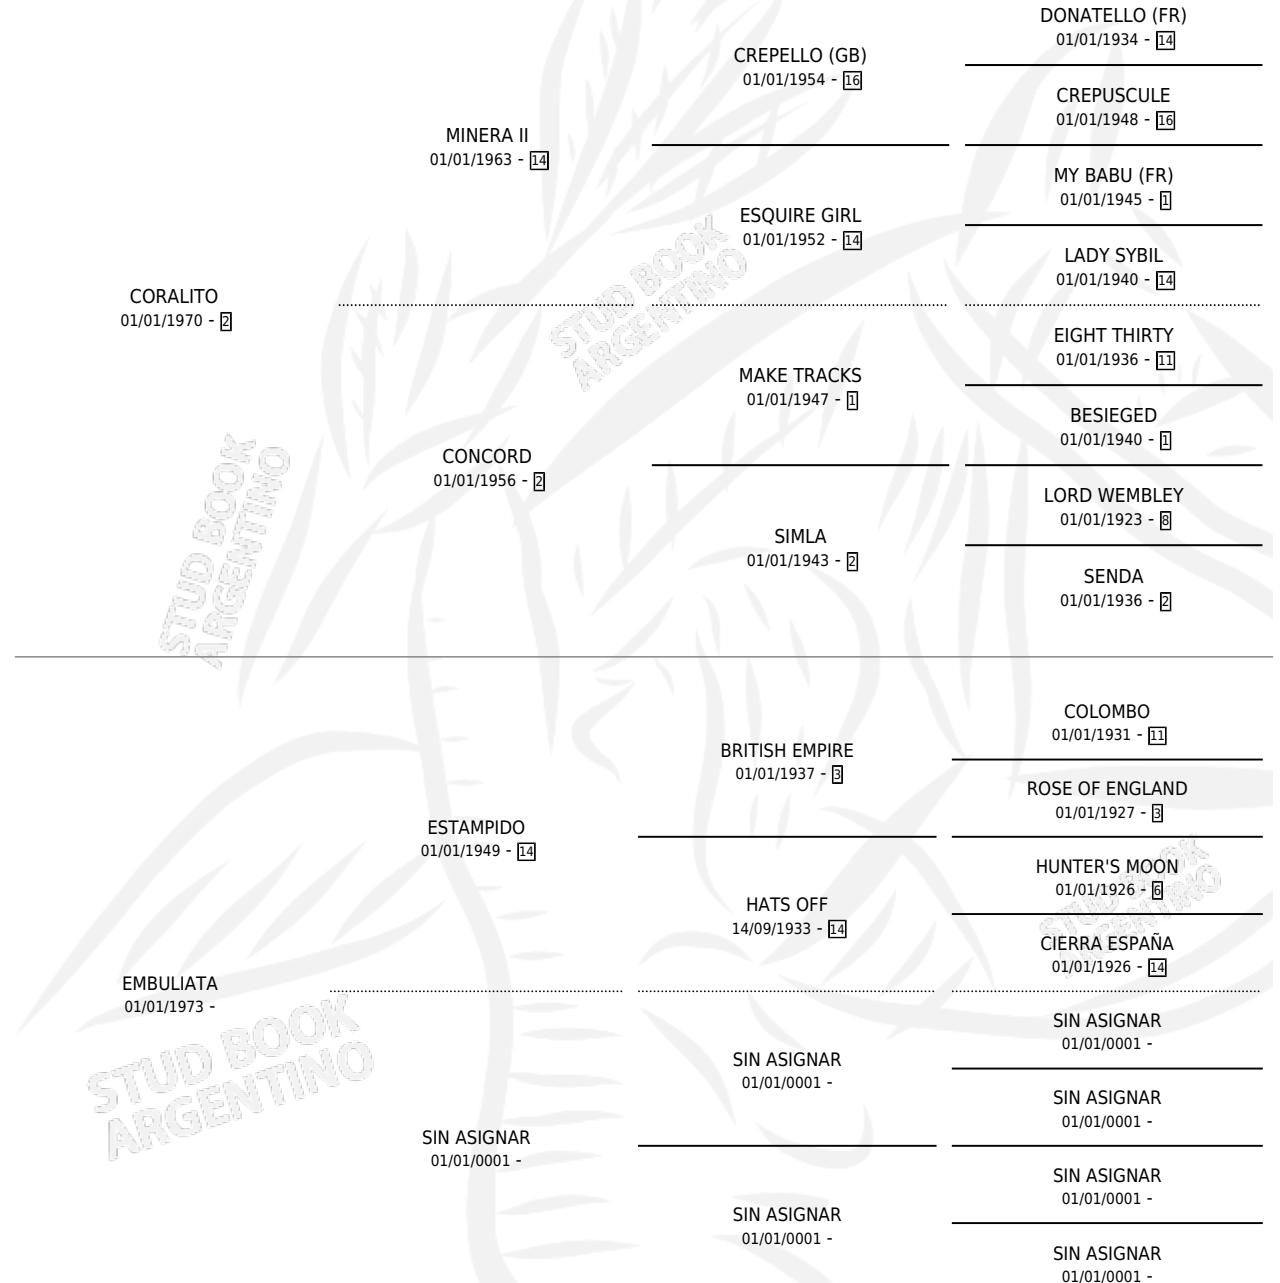 DONATELLO (FR)
01/01/1934 - 14
CREPELLO (GB)
01/01/1954 - 16
CREPUSCULE
01/01/1948 - 16
MINERA II
01/01/1963 - 14
MY BABU (FR)
01/01/1945 - 1
ESQUIRE GIRL
01/01/1952 - 14
LADY SYBIL
01/01/1940 - 14
CORALITO
01/01/1970 - 2
EIGHT THIRTY
01/01/1936 - 11
MAKE TRACKS
01/01/1947 - 1
BESIEGED
01/01/1940 - 1
CONCORD
01/01/1956 - 2
LORD WEMBLEY
01/01/1923 - 8
SIMLA
01/01/1943 - 2
SENDA
01/01/1936 - 2
STUD BOOK
ARGENTINO
STUD BOOK
ARGENTINO
COLOMBO
01/01/1931 - 11
BRITISH EMPIRE
01/01/1937 - 3
ROSE OF ENGLAND
01/01/1927 - 3
ESTAMPIDO
01/01/1949 - 14
HUNTER'S MOON
01/01/1926 - 6
HATS OFF
14/09/1933 - 14
CIERRA ESPAÑA
01/01/1926 - 14
EMBULIATA
01/01/1973 -
SIN ASIGNAR
01/01/0001 -
SIN ASIGNAR
01/01/0001 -
SIN ASIGNAR
01/01/0001 -
SIN ASIGNAR
01/01/0001 -
SIN ASIGNAR
01/01/0001 -
SIN ASIGNAR
01/01/0001 -
SIN ASIGNAR
01/01/0001 -
STUD BOOK
ARGENTINO
STUD BOOK
ARGENTINO